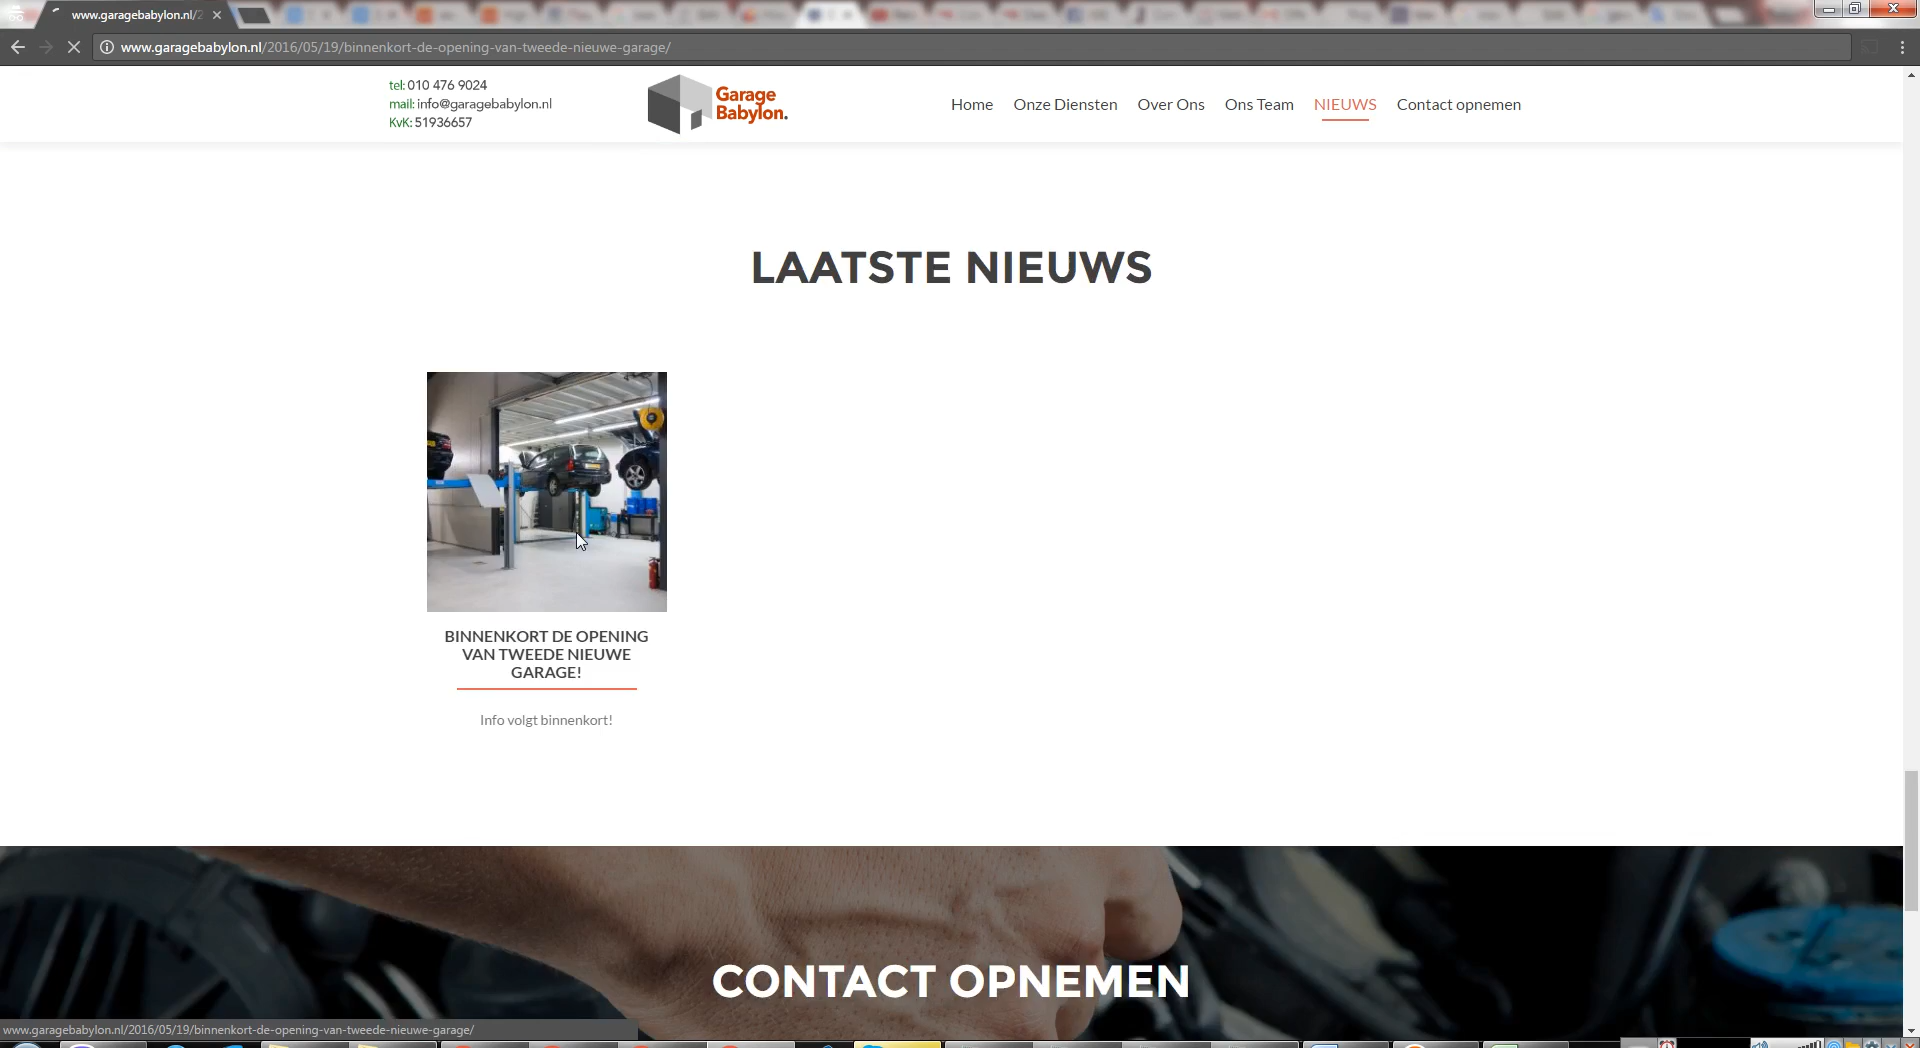 www.garagebabylon.nl/2
www.garagebabylon.nl/2016/05/19/binnenkort-de-opening-van-tweede-nieuwe-garage/
tel: 010 476 9024
mail: info@garagebabylon.nl
KvK: 51936657
Garage
Babylon.
Home Onze Diensten Over Ons Ons Team NIEUWS Contact opnemen
LAATSTE NIEUWS
BINNENKORT DE OPENING
VAN TWEEDE NIEUWE
GARAGE!
Info volgt binnenkort!
CONTACT OPNEMEN
www.garagebabylon.nl/2016/05/19/binnenkort-de-opening-van-tweede-nieuwe-garage/